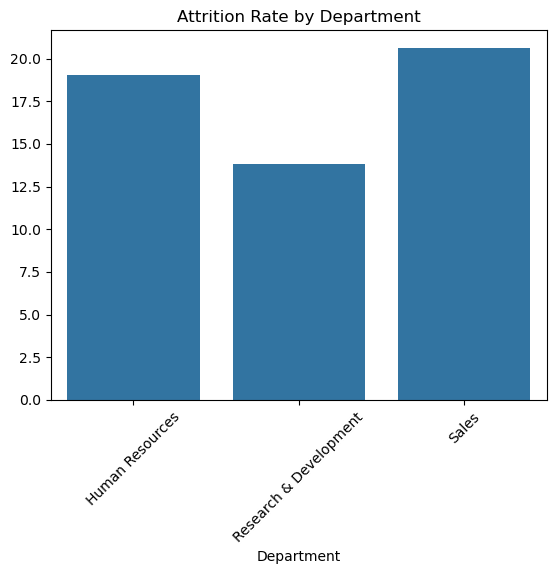 Attrition Rate by Department
20.0
17.5
15.0
12.5
10.0
7.5
5.0
2.5
0.0
Human Resources
Research & Development
Sales
Department